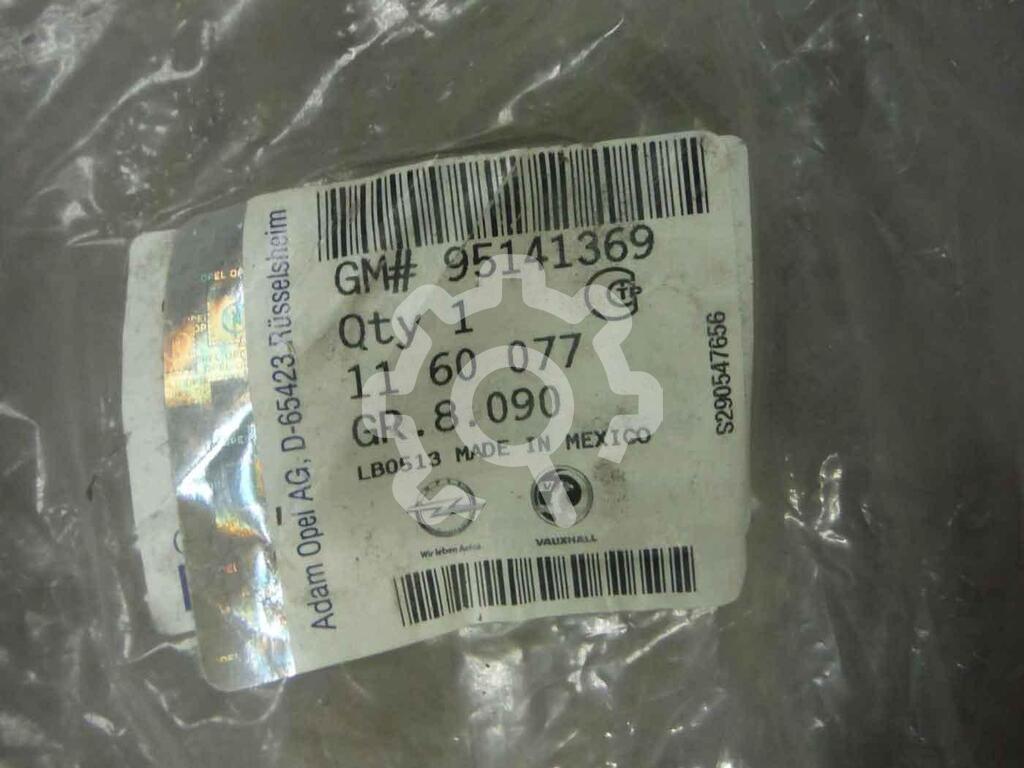 GM# 95141369
Qty 1
11 60 077
GR.8.090
LB0513 MADE IN MEXICO
Wir leben Autos
VAUXHALL
Adam Opel AG, D-65423 Rüsselsheim
S290547656
OPEL